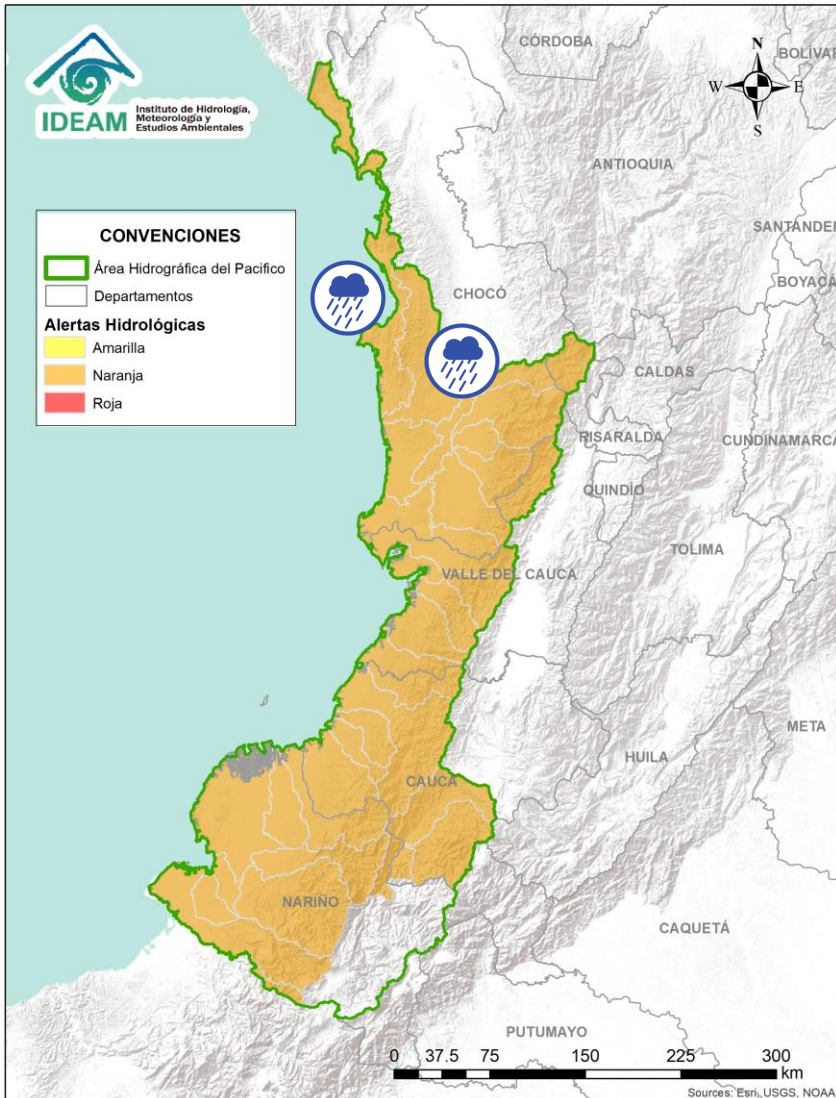 IDEAM
Instituto de Hidrología,
Meteorología y
Estudios Ambientales
N
W
E
S
CÓRDOBA
BOLÍVAR
ANTIOQUIA
SANTANDER
BOYACÁ
CHOCÓ
CALDAS
RISARALDA
CUNDINAMARCA
QUINDÍO
TOLIMA
VALLE DEL CAUCA
META
HUILA
CAUCA
NARIÑO
CAQUETÁ
PUTUMAYO
CONVENCIONES
Área Hidrográfica del Pacifico
Departamentos
Alertas Hidrológicas
Amarilla
Naranja
Roja
0 37.5 75 150 225 300
km
Sources: Esri, USGS, NOAA